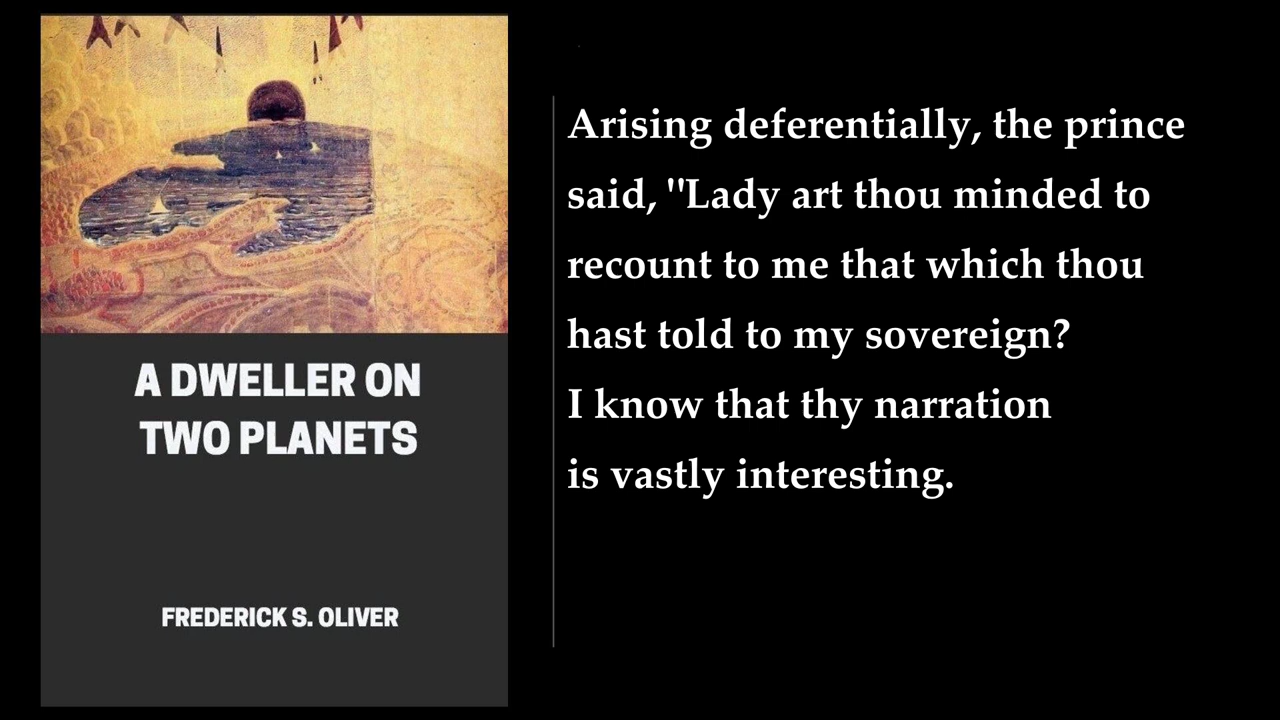 A DWELLER ON
TWO PLANETS
FREDERICK S. OLIVER
Arising deferentially, the prince
said, "Lady art thou minded to
recount to me that which thou
hast told to my sovereign?
I know that thy narration
is vastly interesting.